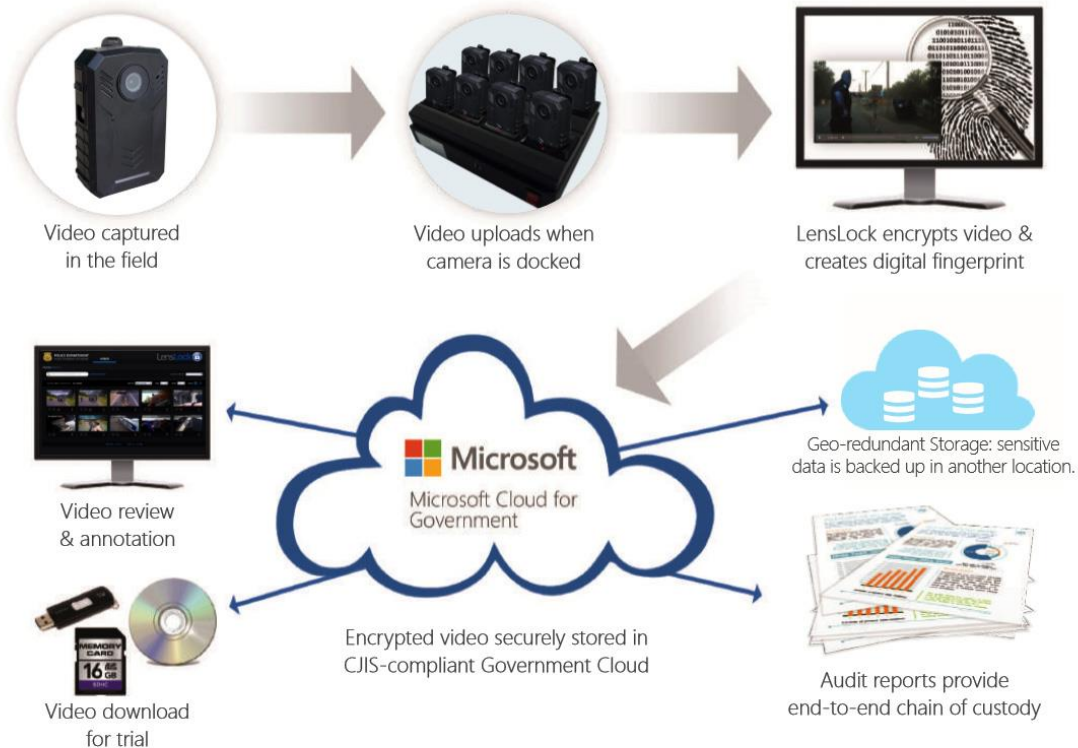 Video captured
in the field
Video uploads when
camera is docked
LensLock encrypts video &
creates digital fingerprint
LensLock
Microsoft
Microsoft Cloud for
Government
Geo-redundant Storage: sensitive
data is backed up in another location.
Video review
& annotation
MEMORY
CARD
16 GB
Encrypted video securely stored in
CJIS-compliant Government Cloud
Video download
for trial
Audit reports provide
end-to-end chain of custody